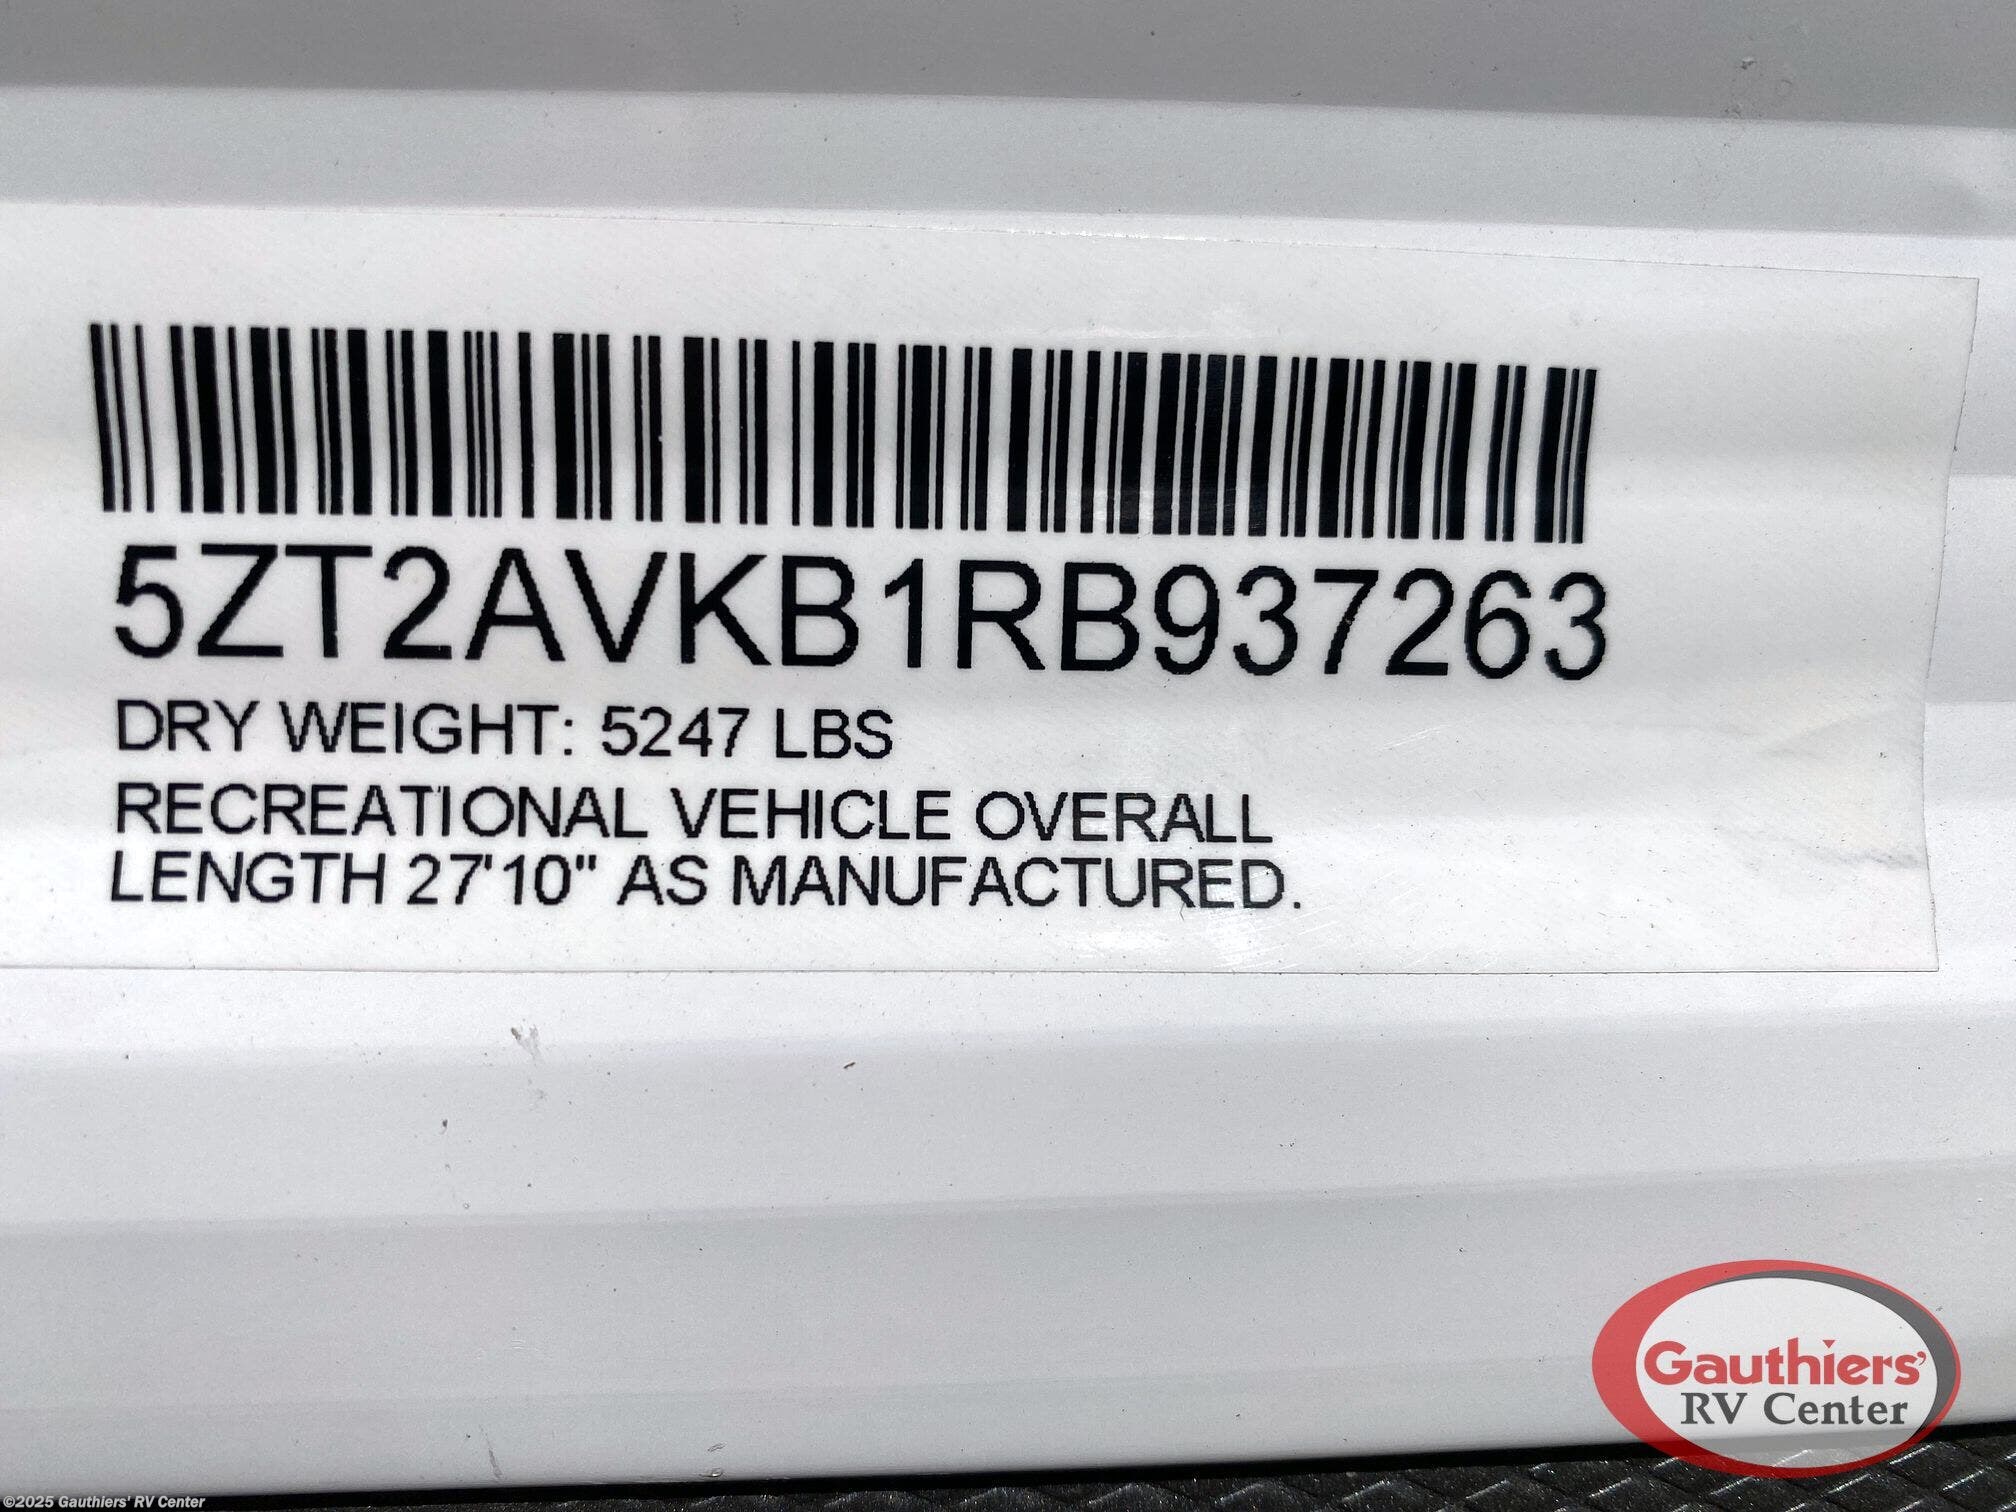 5ZT2AVKB1RB937263
DRY WEIGHT: 5247 LBS
RECREATIONAL VEHICLE OVERALL
LENGTH 27'10" AS MANUFACTURED.
Gauthiers'
RV Center
©2025 Gauthiers' RV Center